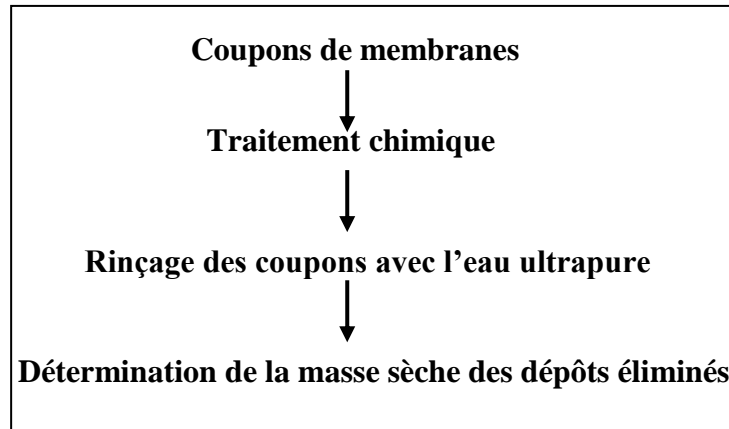 Coupons de membranes
Traitement chimique
Rinçage des coupons avec l’eau ultrapure
Détermination de la masse sèche des dépôts éliminés